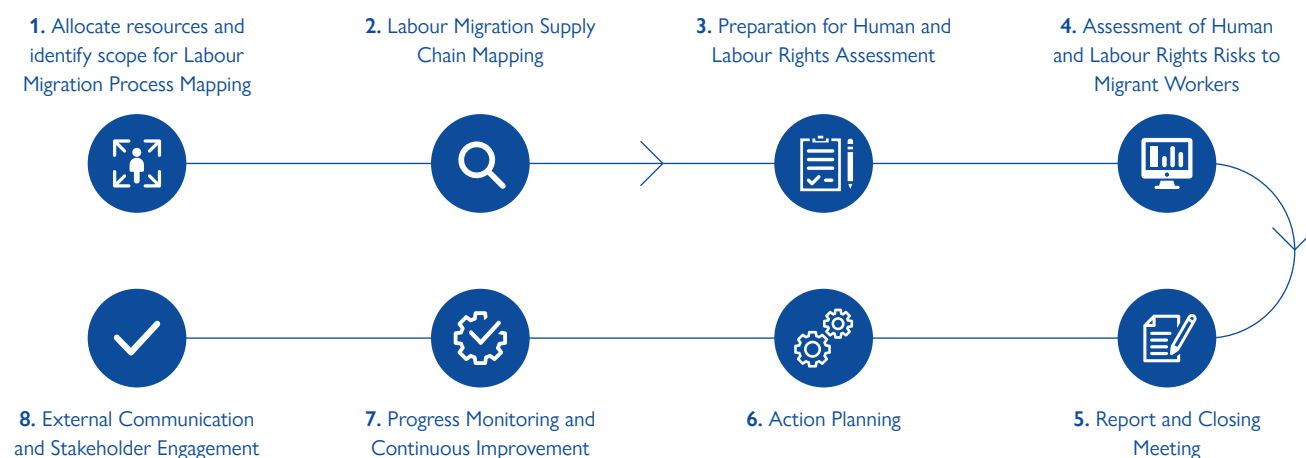 1. Allocate resources and
identify scope for Labour
Migration Process Mapping
2. Labour Migration Supply
Chain Mapping
3. Preparation for Human and
Labour Rights Assessment
4. Assessment of Human
and Labour Rights Risks to
Migrant Workers
5. Report and Closing
Meeting
6. Action Planning
7. Progress Monitoring and
Continuous Improvement
8. External Communication
and Stakeholder Engagement